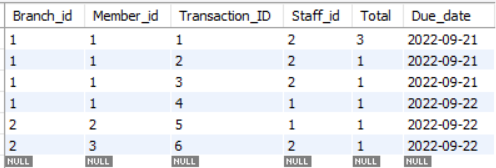 Branch_id Member_id Transaction_ID Staff_id Total Due_date
1 1 1 2 3 2022-09-21
1 1 2 2 1 2022-09-21
1 1 3 2 1 2022-09-21
1 1 4 1 1 2022-09-22
2 2 5 1 1 2022-09-22
2 3 6 2 1 2022-09-22
NULL NULL NULL NULL NULL NULL